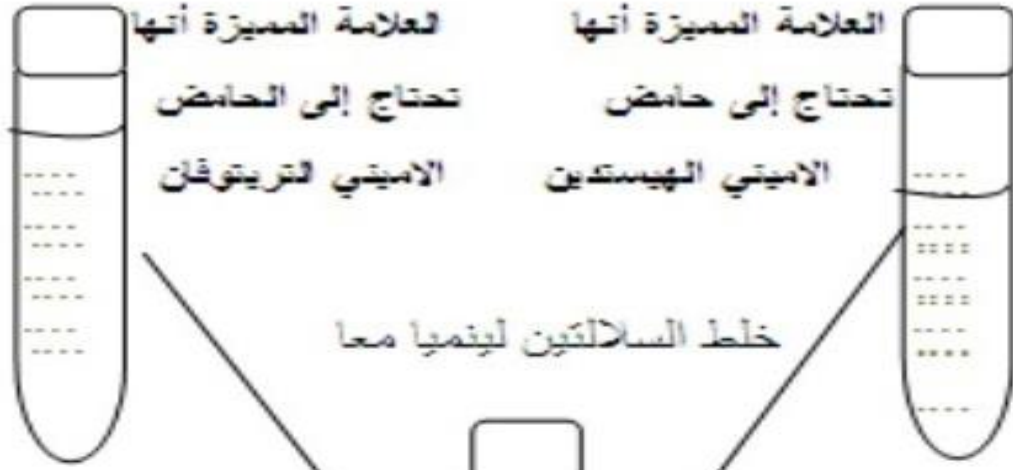 العلامة المميزة أنها
تحتاج إلى حامض
الاميني الهيستدين
العلامة المميزة أنها
تحتاج إلى الحامض
الاميني التربتوفان
خلط السلالتين لينميا معا